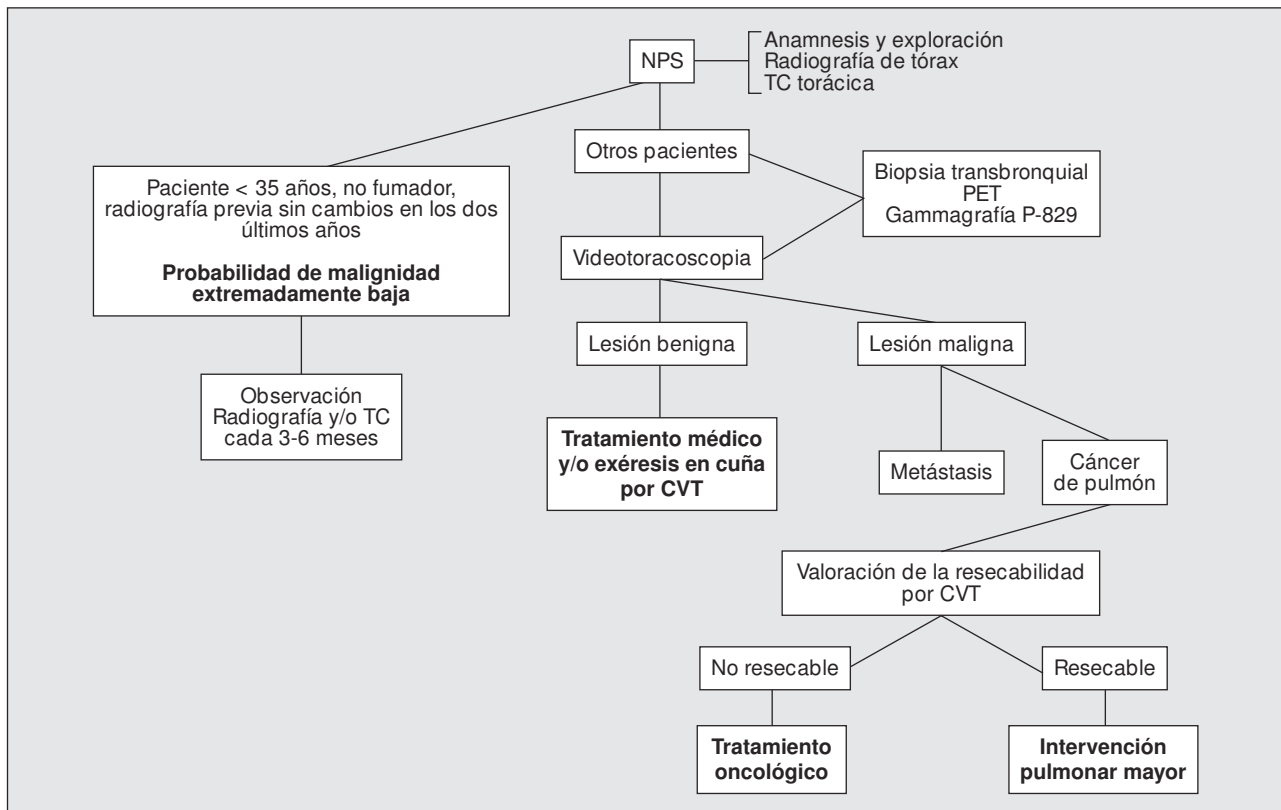 NPS
Anamnesis y exploración
Radiografía de tórax
TC torácica
Otros pacientes
Paciente < 35 años, no fumador,
radiografía previa sin cambios en los dos
últimos años
Probabilidad de malignidad
extremadamente baja
Biopsia transbronquial
PET
Gammagrafía P-829
Videotoracoscopia
Lesión benigna
Lesión maligna
Observación
Radiografía y/o TC
cada 3-6 meses
Tratamiento médico
y/o exéresis en cuña
por CVT
Metástasis
Cáncer
de pulmón
Valoración de la resecabilidad
por CVT
No resecable
Resecable
Tratamiento
oncológico
Intervención
pulmonar mayor